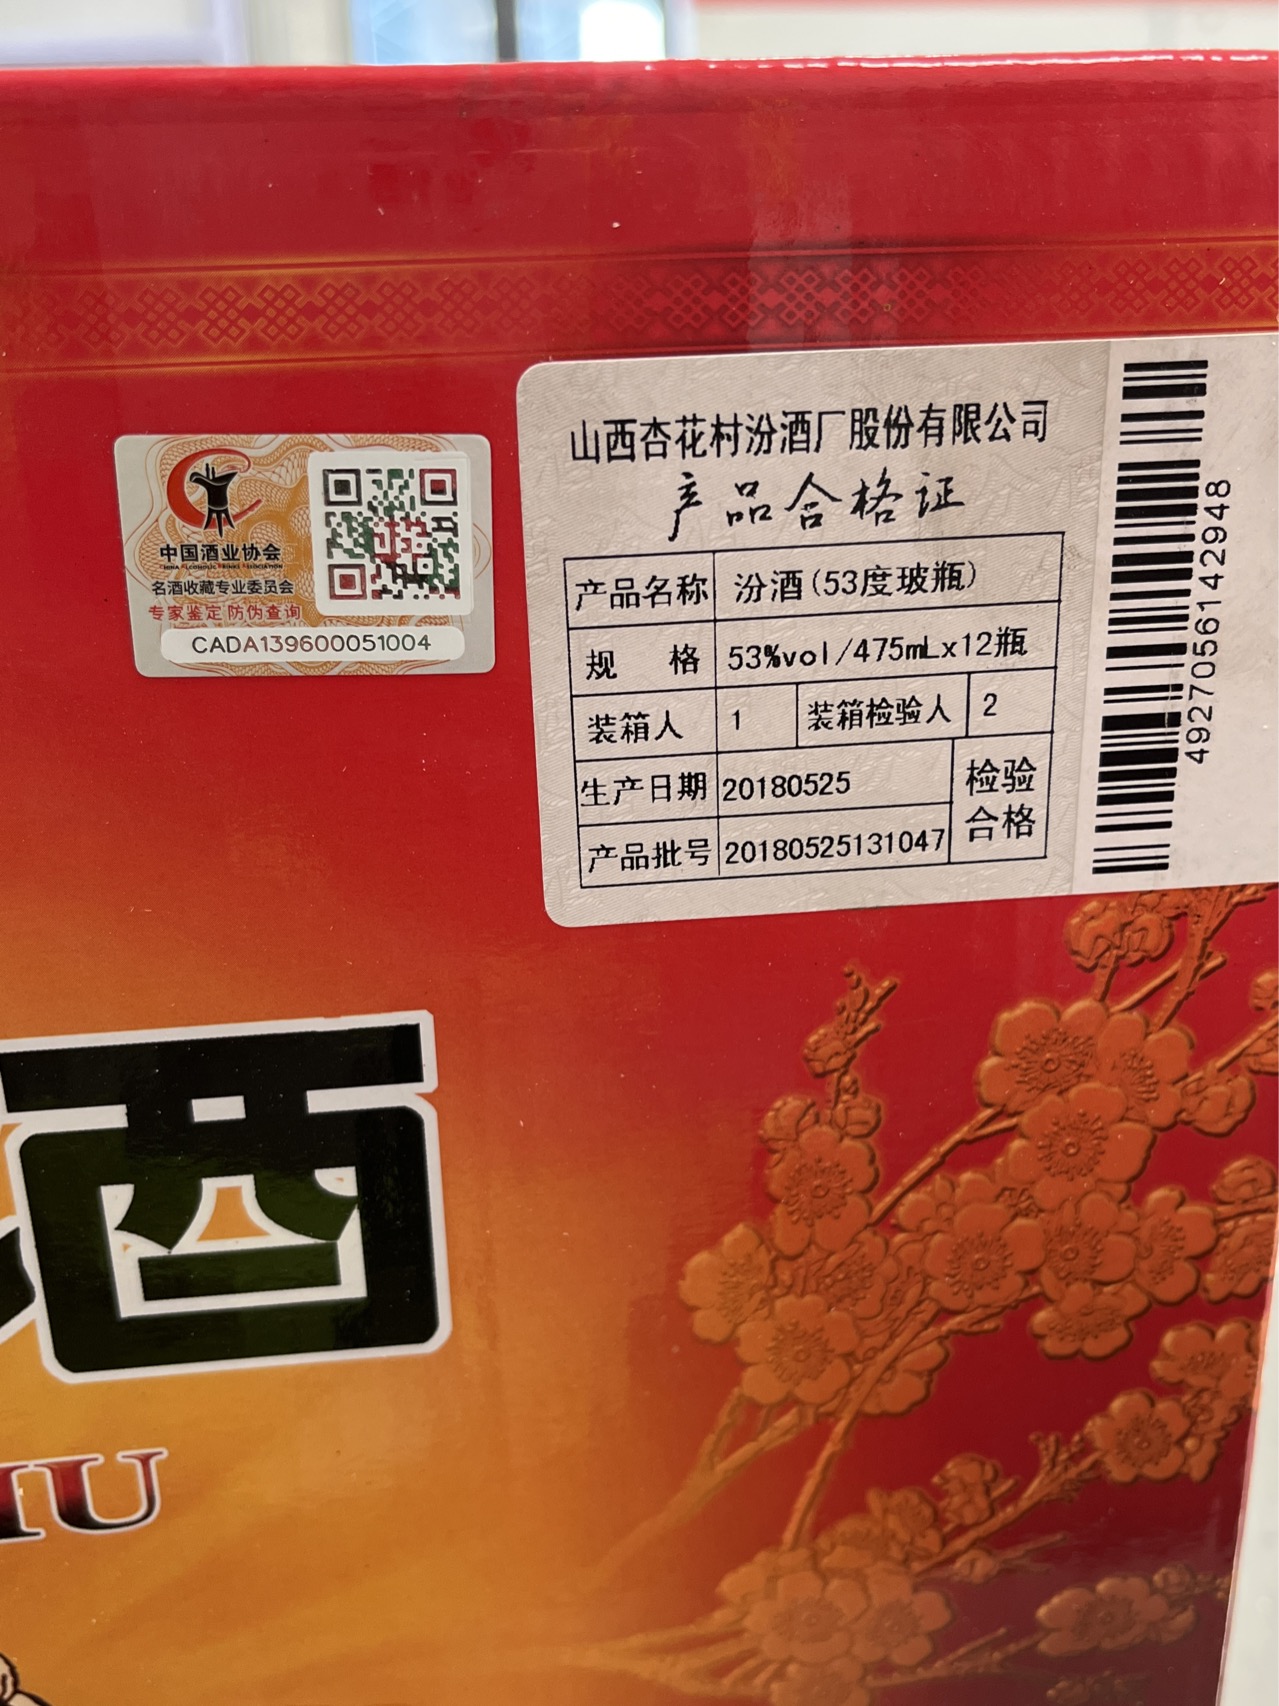 中国酒业协会
CHINA ALCOHOLIC DRINKS ASSOCIATION
名酒收藏专业委员会
专家鉴定 防伪查询
CADA139600051004
山西杏花村汾酒厂股份有限公司
产品合格证
产品名称 汾酒(53度玻瓶)
规 格 53%vol/475mLx12瓶
装箱人 1 装箱检验人 2
生产日期 20180525 检验
合格
产品批号 20180525131047
4927056142948
酒
IU